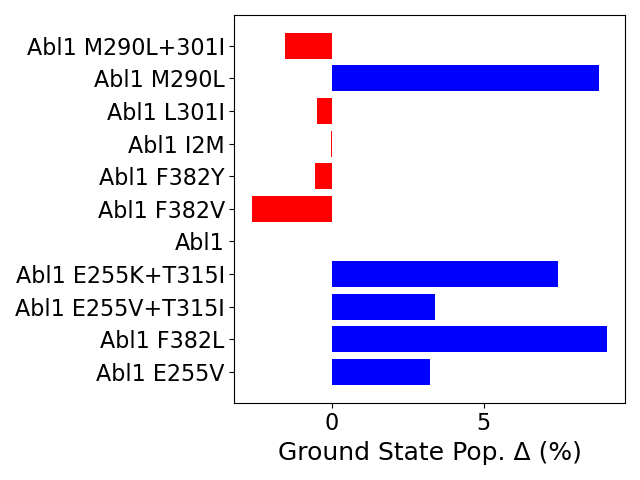 Abl1 M290L+301I
Abl1 M290L
Abl1 L301I
Abl1 I2M
Abl1 F382Y
Abl1 F382V
Abl1
Abl1 E255K+T315I
Abl1 E255V+T315I
Abl1 F382L
Abl1 E255V
0 5
Ground State Pop. Δ (%)